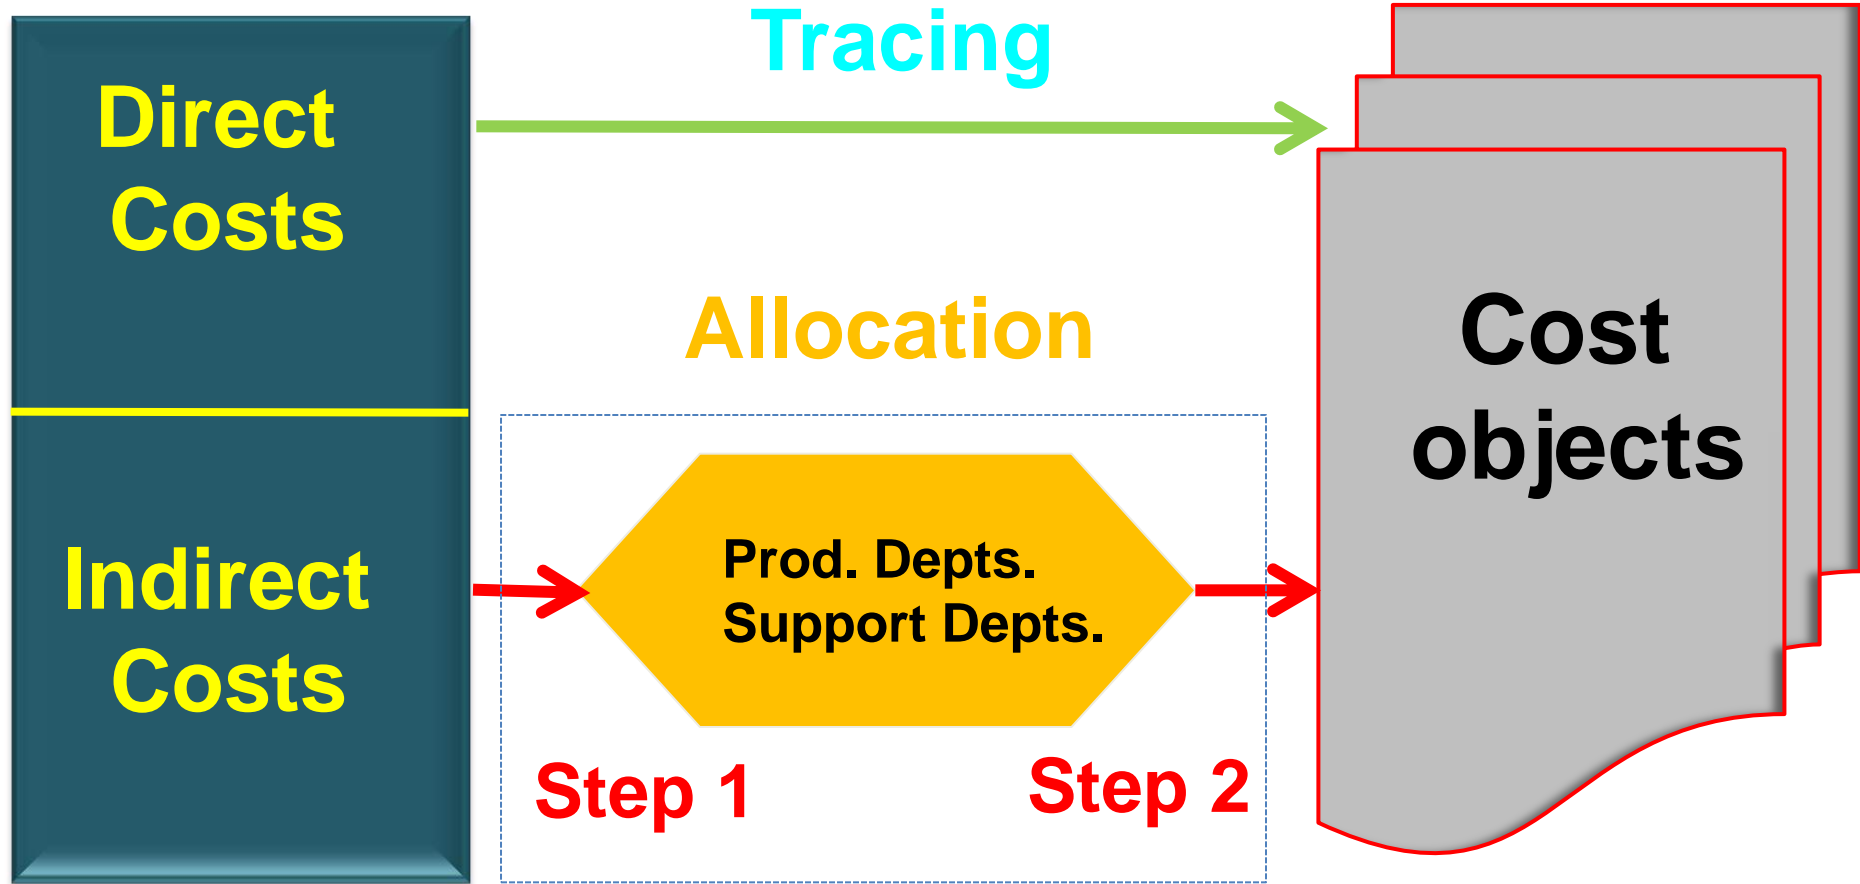 Direct
Costs
Tracing
Allocation
Indirect
Costs
Prod. Depts.
Support Depts.
Step 1
Step 2
Cost
objects